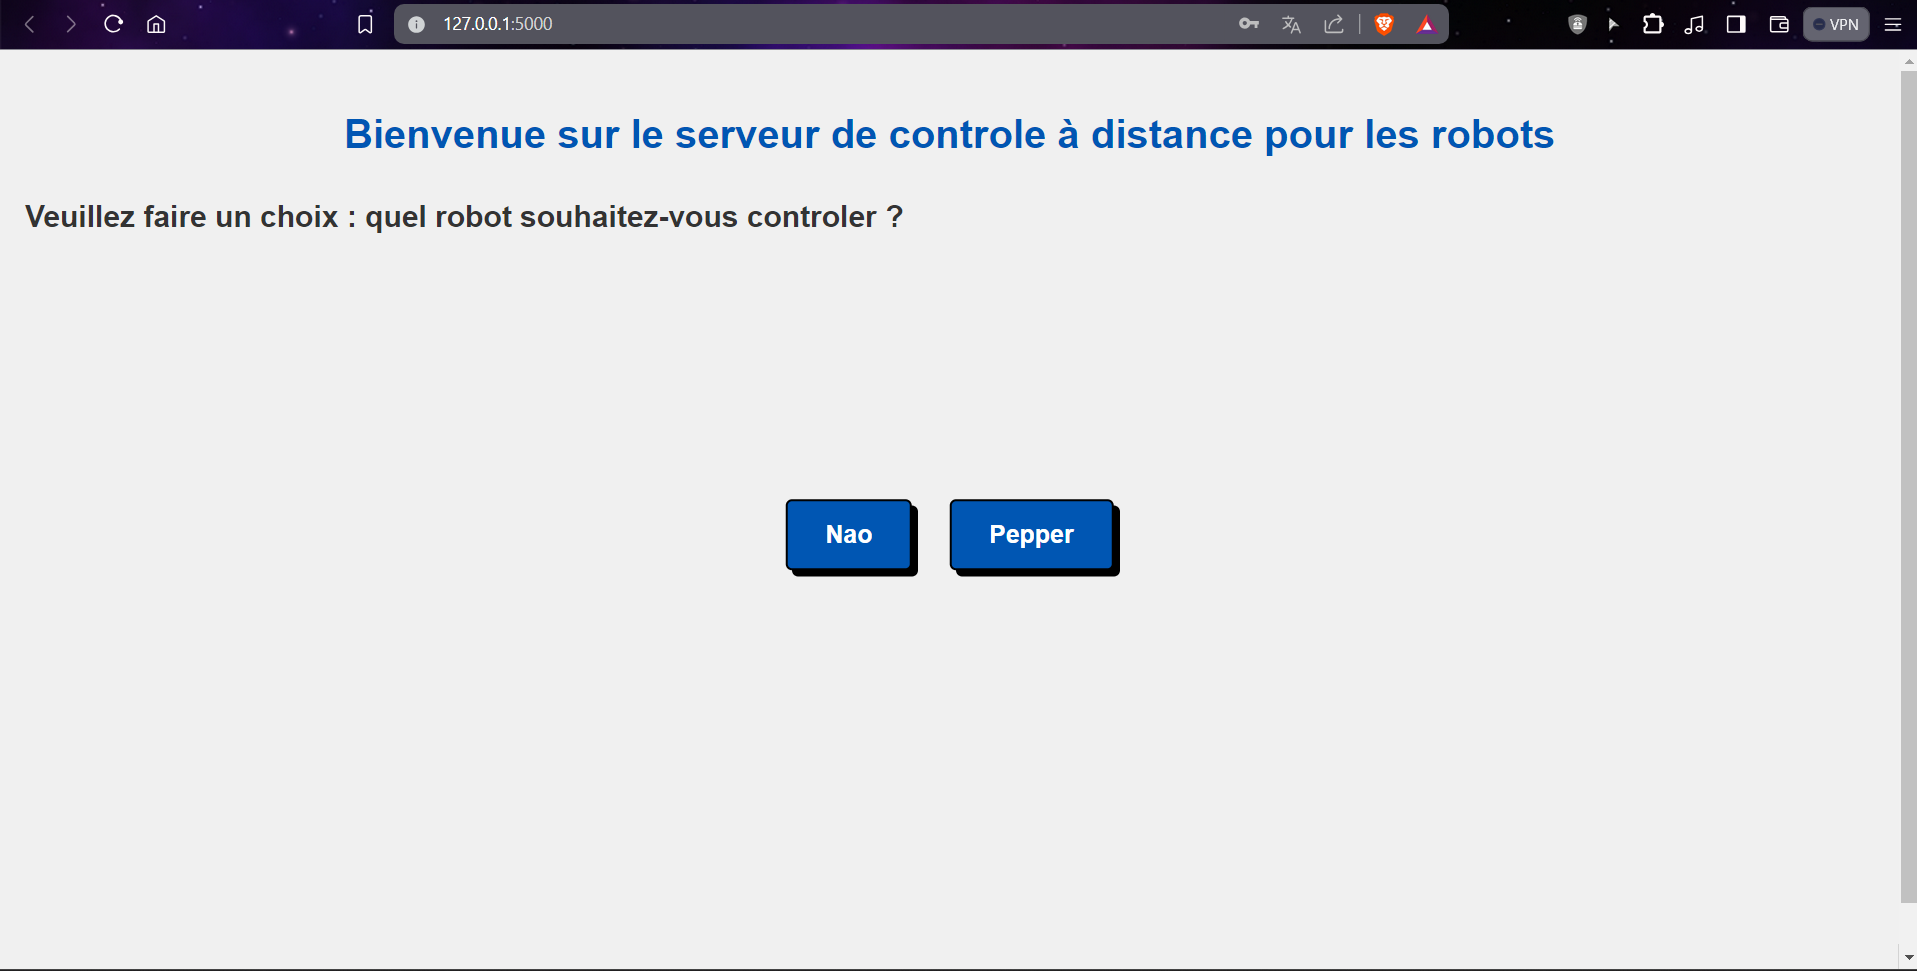 127.0.0.1:5000
VPN
Bienvenue sur le serveur de controle à distance pour les robots
Veuillez faire un choix : quel robot souhaitez-vous controler ?
Nao
Pepper